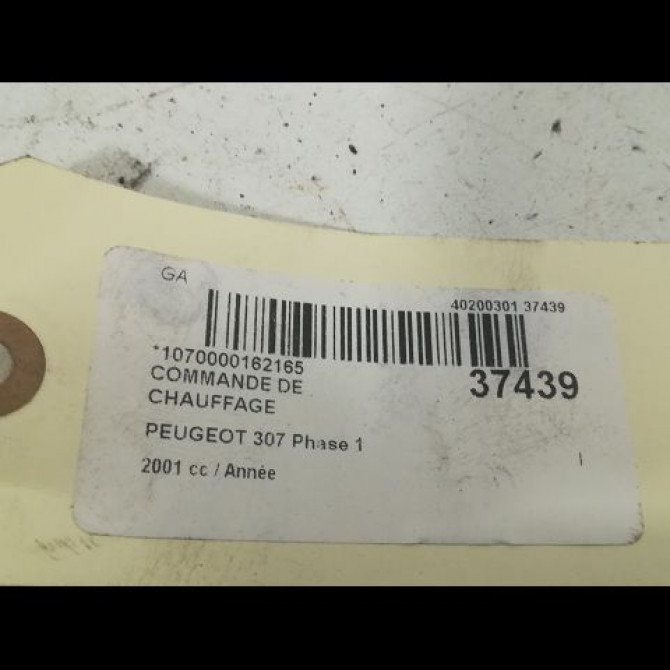 GA
40200301 37439
*1070000162165
37439
COMMANDE DE
CHAUFFAGE
PEUGEOT 307 Phase 1
2001 cc / Année